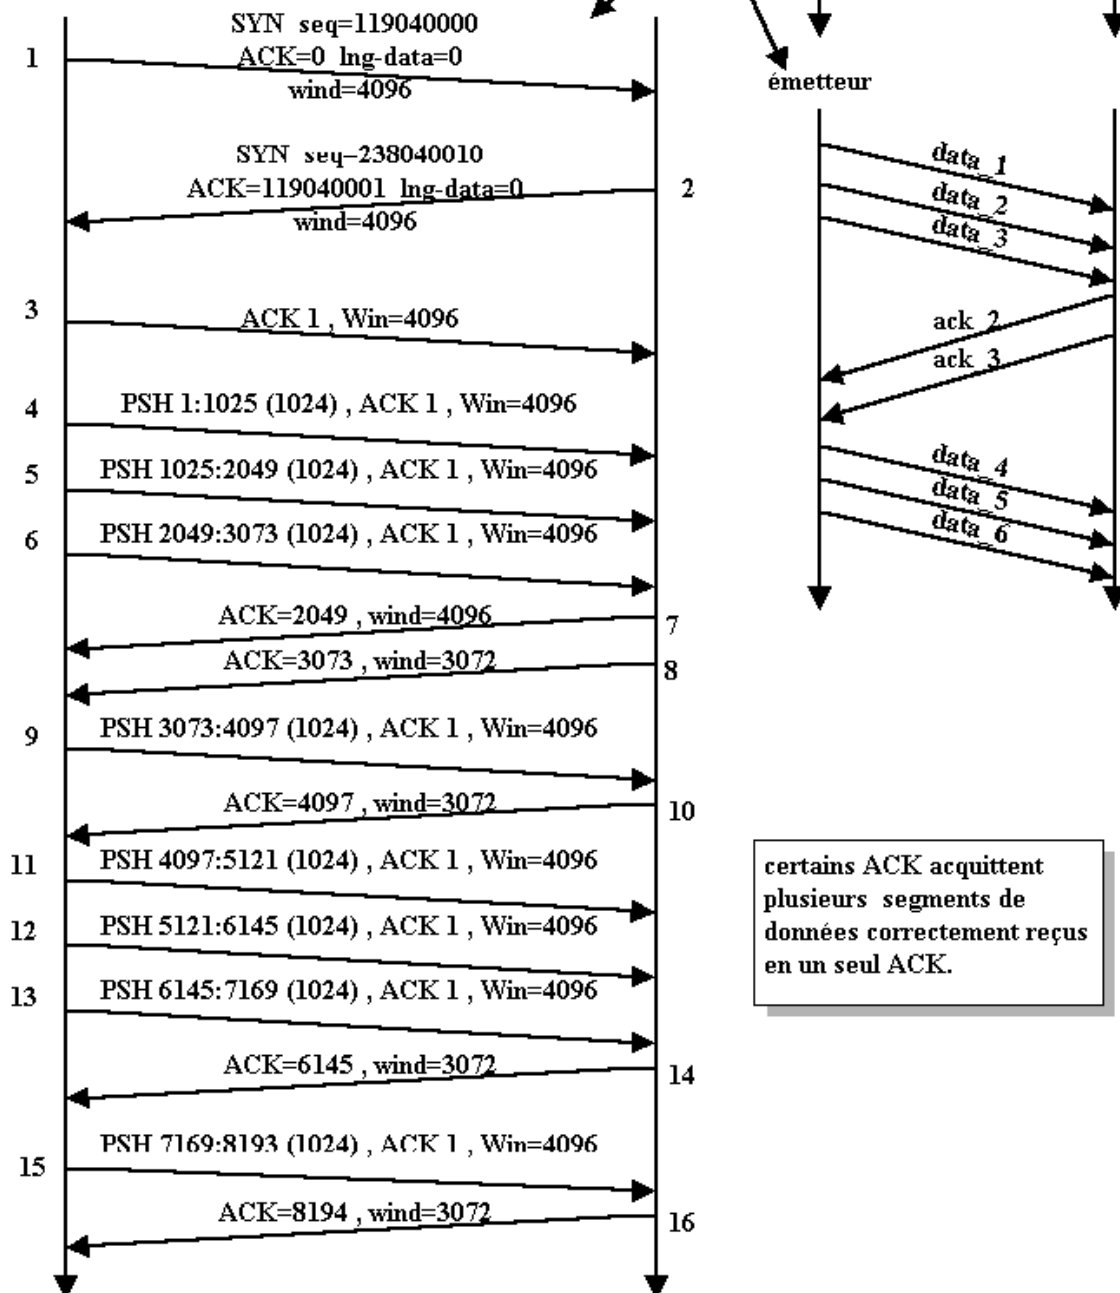 SYN seq=119040000
1
ACK=0 lng-data=0
wind=4096
émetteur
SYN seq=238040010
ACK=119040001 lng-data=0
2
wind=4096
data_1
data_2
data_3
3
ACK 1 , Win=4096
ack_2
ack_3
4
PSH 1:1025 (1024) , ACK 1 , Win=4096
5
PSH 1025:2049 (1024) , ACK 1 , Win=4096
data_4
data_5
data_6
6
PSH 2049:3073 (1024) , ACK 1 , Win=4096
ACK=2049 , wind=4096
7
ACK=3073 , wind=3072
8
9
PSH 3073:4097 (1024) , ACK 1 , Win=4096
ACK=4097 , wind=3072
10
11
PSH 4097:5121 (1024) , ACK 1 , Win=4096
12
PSH 5121:6145 (1024) , ACK 1 , Win=4096
13
PSH 6145:7169 (1024) , ACK 1 , Win=4096
certains ACK acquittent
plusieurs segments de
données correctement reçus
en un seul ACK.
ACK=6145 , wind=3072
14
PSH 7169:8193 (1024) , ACK 1 , Win=4096
15
ACK=8194 , wind=3072
16